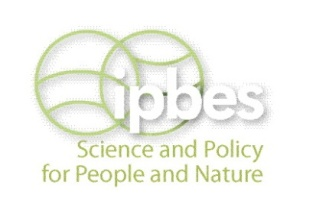 ipbes
Science and Policy
for People and Nature